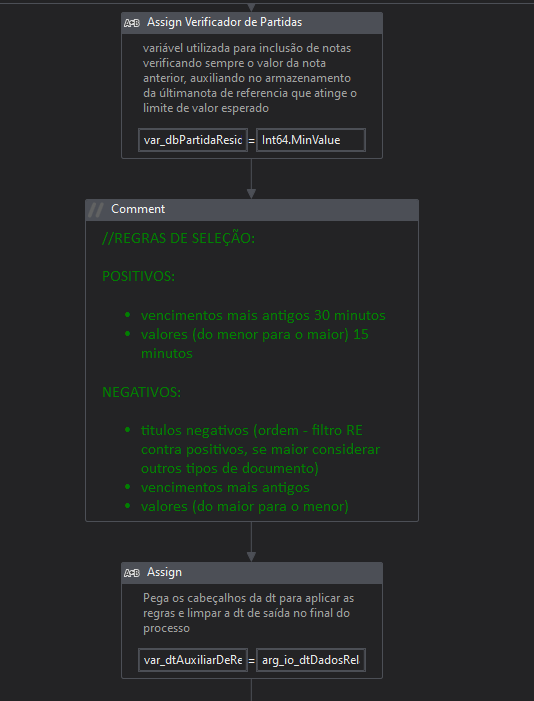 A÷B Assign Verificador de Partidas
variável utilizada para inclusão de notas
verificando sempre o valor da nota
anterior, auxiliando no armazenamento
da últimanota de referencia que atinge o
limite de valor esperado
var_dbPartidaResic = Int64.MinValue
// Comment
//REGRAS DE SELEÇÃO:
POSITIVOS:
• vencimentos mais antigos 30 minutos
• valores (do menor para o maior) 15
minutos
NEGATIVOS:
• titulos negativos (ordem - filtro RE
contra positivos, se maior considerar
outros tipos de documento)
• vencimentos mais antigos
• valores (do maior para o menor)
A÷B Assign
Pega os cabeçalhos da dt para aplicar as
regras e limpar a dt de saída no final do
processo
var_dtAuxiliarDeRe = arg_io_dtDadosRel